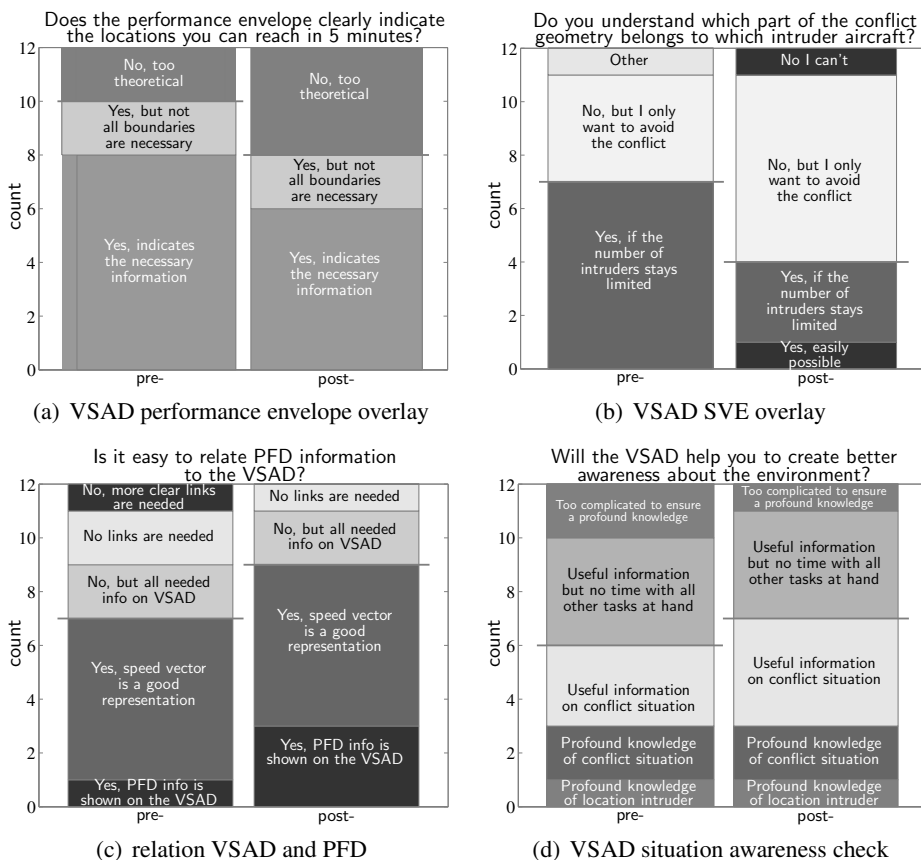 Does the performance envelope clearly indicate
the locations you can reach in 5 minutes?
12
10
8
6
4
2
0
count
No, too
theoretical
Yes, but not
all boundaries
are necessary
Yes, indicates
the necessary
information
No, too
theoretical
Yes, but not
all boundaries
are necessary
Yes, indicates
the necessary
information
pre-
post-
(a) VSAD performance envelope overlay
Do you understand which part of the conflict
geometry belongs to which intruder aircraft?
12
10
8
6
4
2
0
count
Other
No, but I only
want to avoid
the conflict
Yes, if the
number of
intruders stays
limited
No I can't
No, but I only
want to avoid
the conflict
Yes, if the
number of
intruders stays
limited
Yes, easily
possible
pre-
post-
(b) VSAD SVE overlay
Is it easy to relate PFD information
to the VSAD?
12
10
8
6
4
2
0
count
No, more clear links
are needed
No links are needed
No, but all needed
info on VSAD
Yes, speed vector
is a good
representation
Yes, PFD info is
shown on the VSAD
No links are needed
No, but all needed
info on VSAD
Yes, speed vector
is a good
representation
Yes, PFD info is
shown on the VSAD
pre-
post-
(c) relation VSAD and PFD
Will the VSAD help you to create better
awareness about the environment?
12
10
8
6
4
2
0
count
Too complicated to ensure
a profound knowledge
Useful information
but no time with all
other tasks at hand
Useful information
on conflict situation
Profound knowledge
of conflict situation
Profound knowledge
of location intruder
Too complicated to ensure
a profound knowledge
Useful information
but no time with all
other tasks at hand
Useful information
on conflict situation
Profound knowledge
of conflict situation
Profound knowledge
of location intruder
pre-
post-
(d) VSAD situation awareness check